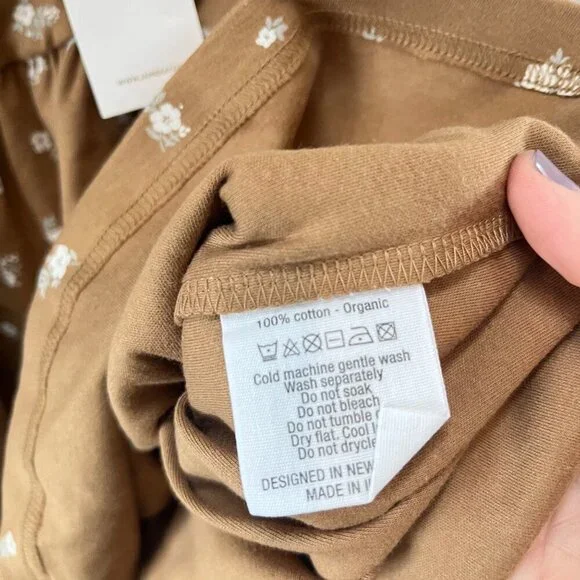 100% cotton - Organic
Cold machine gentle wash
Wash separately
Do not soak
Do not bleach
Do not tumble
Dry flat. Cool
Do not
DESIGNED IN NEW
MADE IN